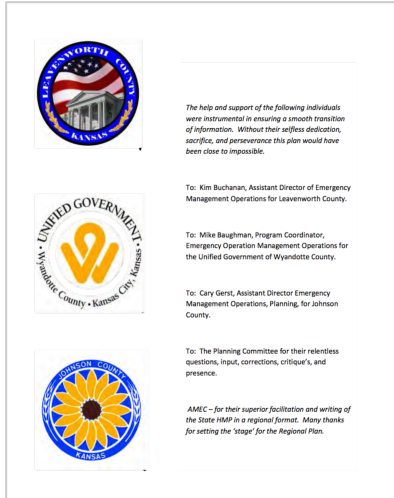 LEAVENWORTH COUNTY
KANSAS
The help and support of the following individuals
were instrumental in ensuring a smooth transition
of information.  Without their selfless dedication,
sacrifice, and perseverance this plan would have
been close to impossible.
To:  Kim Buchanan, Assistant Director of Emergency
Management Operations for Leavenworth County.
UNIFIED GOVERNMENT
Wyandotte County • Kansas City, Kansas
To:  Mike Baughman, Program Coordinator,
Emergency Operation Management Operations for
the Unified Government of Wyandotte County.
To:  Cary Gerst, Assistant Director Emergency
Management Operations, Planning, for Johnson
County.
JOHNSON COUNTY
KANSAS
To:  The Planning Committee for their relentless
questions, input, corrections, critique's, and
presence.
AMEC – for their superior facilitation and writing of
the State HMP in a regional format.  Many thanks
for setting the 'stage' for the Regional Plan.